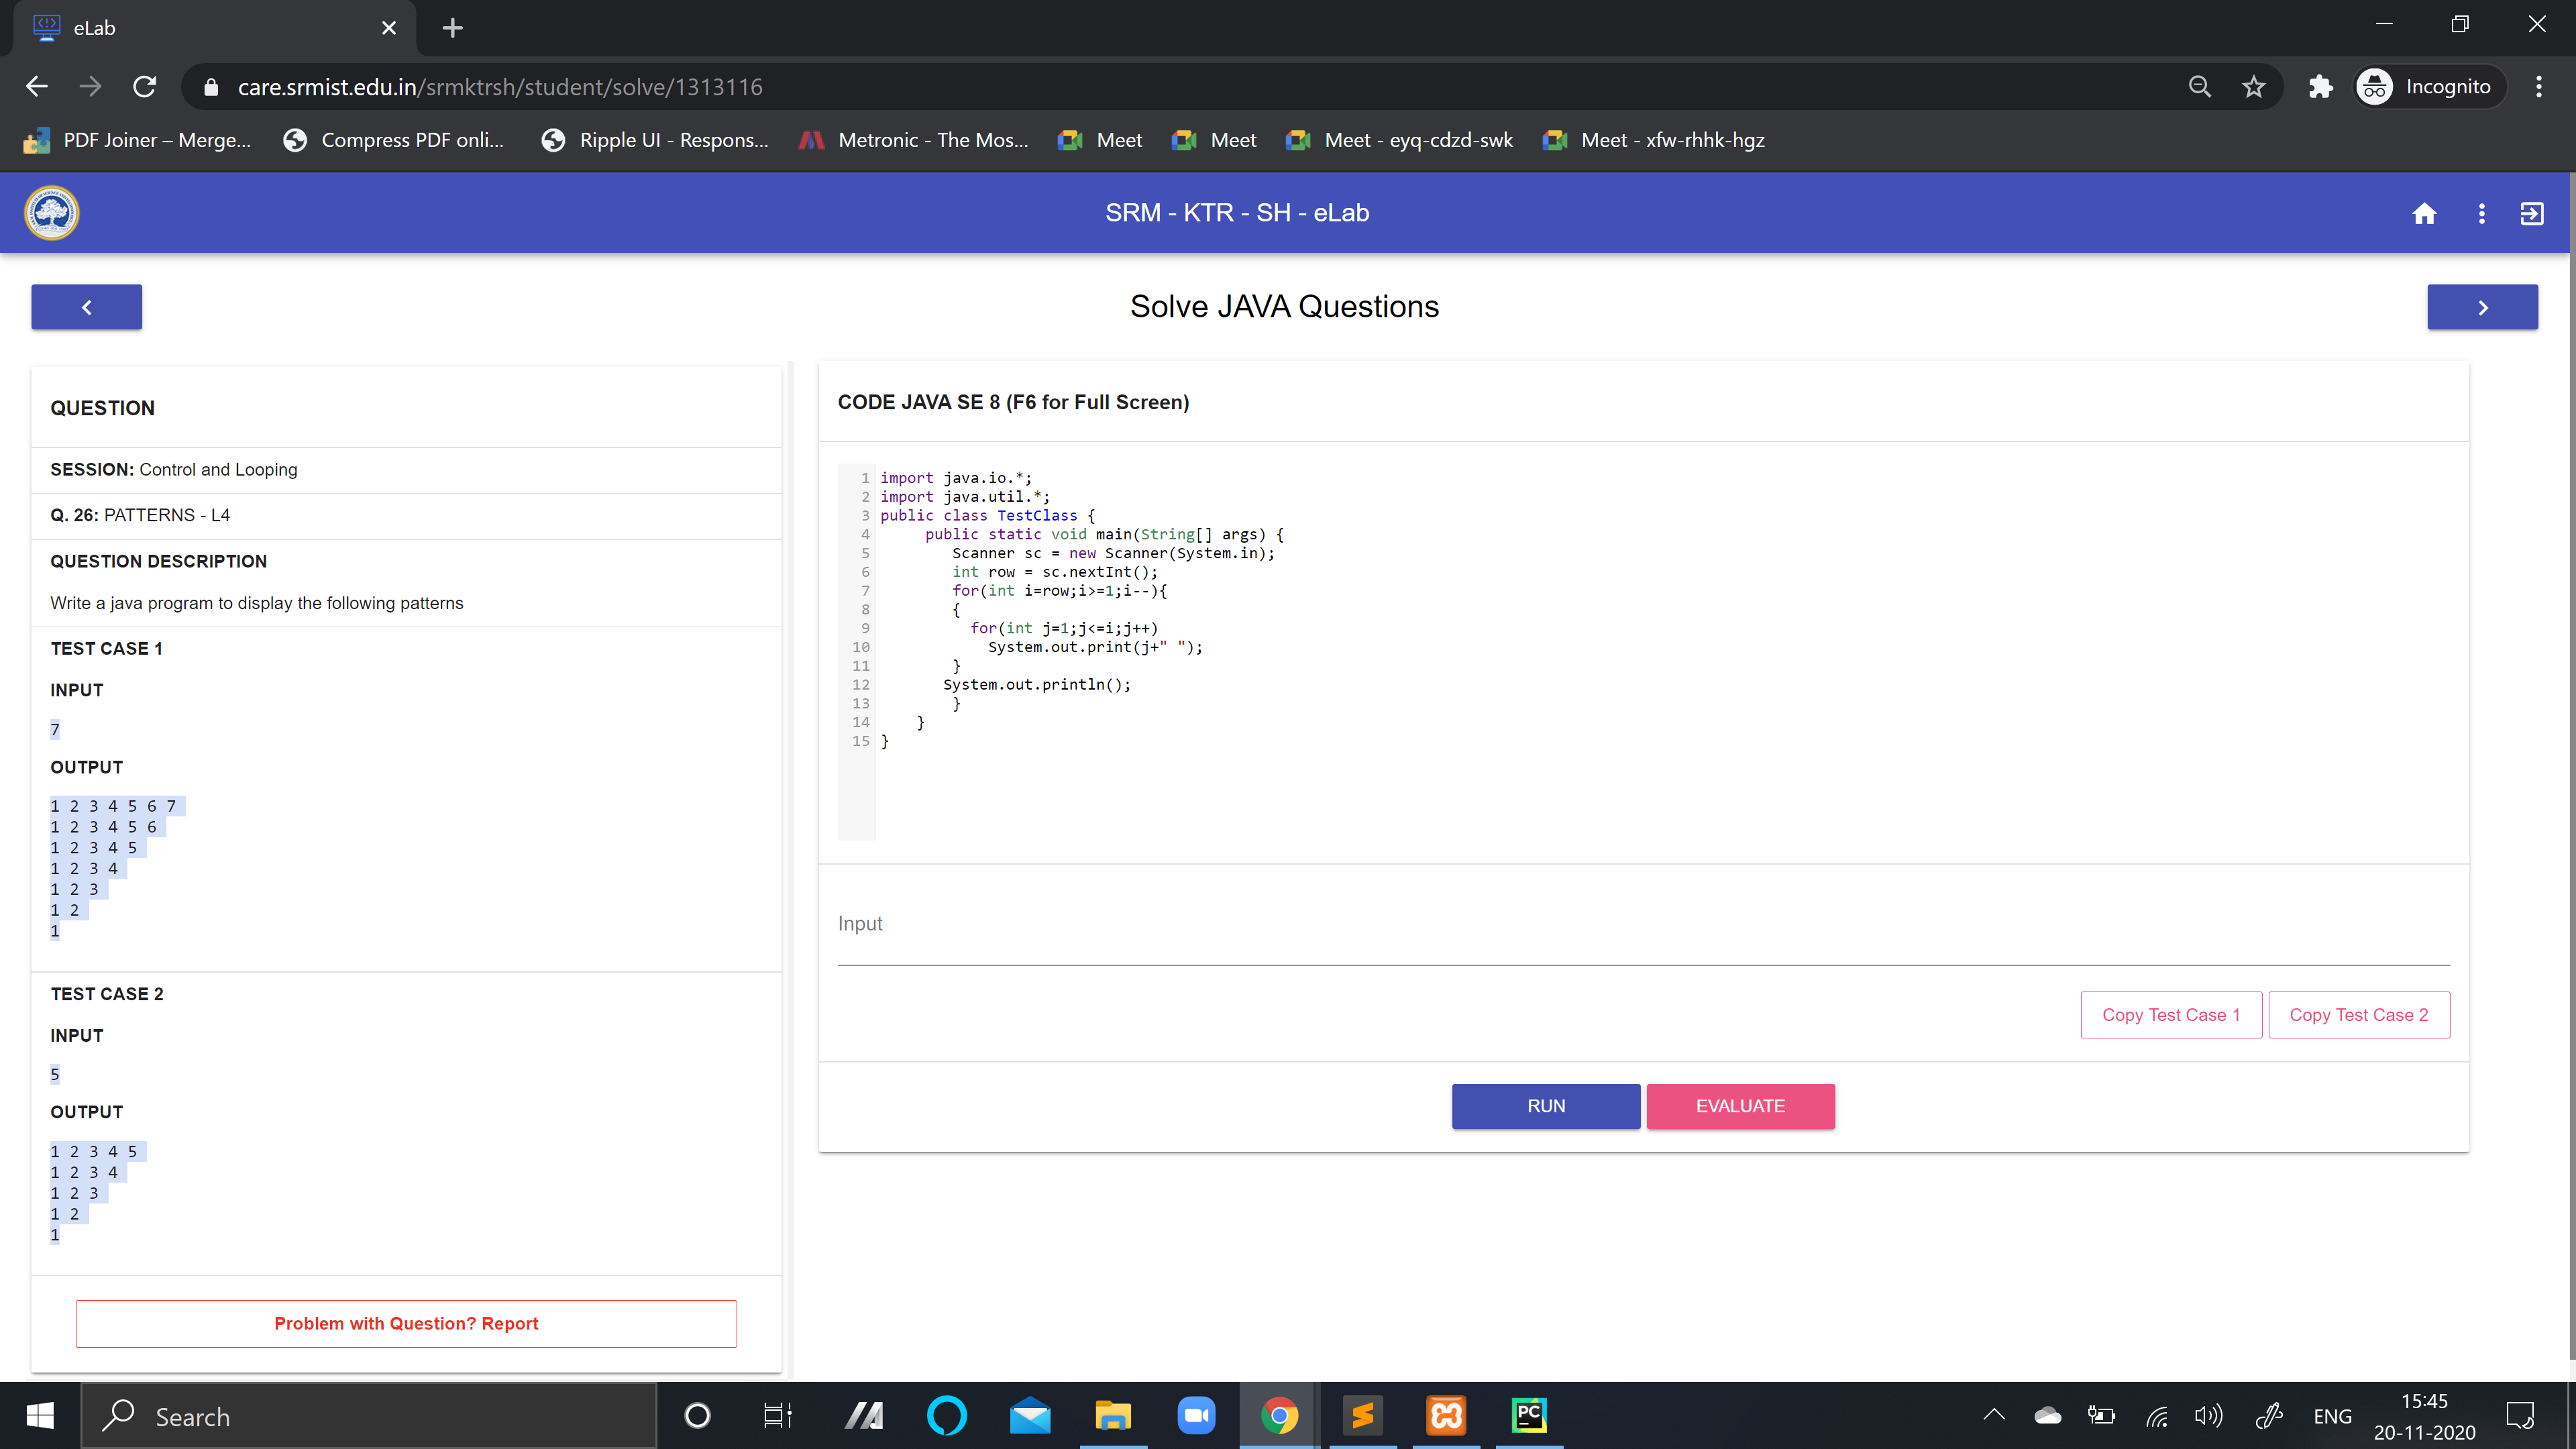 eLab
care.srmist.edu.in/srmktrsh/student/solve/1313116
Incognito
PDF Joiner – Merge...
Compress PDF onli...
Ripple UI - Respons...
Metronic - The Mos...
Meet
Meet
Meet - eyq-cdzd-swk
Meet - xfw-rhhk-hgz
SRM - KTR - SH - eLab
Solve JAVA Questions
QUESTION
SESSION: Control and Looping
Q. 26: PATTERNS - L4
QUESTION DESCRIPTION
Write a java program to display the following patterns
TEST CASE 1
INPUT
7
OUTPUT
1 2 3 4 5 6 7
1 2 3 4 5 6
1 2 3 4 5
1 2 3 4
1 2 3
1 2
1
TEST CASE 2
INPUT
5
OUTPUT
1 2 3 4 5
1 2 3 4
1 2 3
1 2
1
Problem with Question? Report
CODE JAVA SE 8 (F6 for Full Screen)
1 import java.io.*;
2 import java.util.*;
3 public class TestClass {
4 public static void main(String[] args) {
5 Scanner sc = new Scanner(System.in);
6 int row = sc.nextInt();
7 for(int i=row;i>=1;i--){
8 {
9 for(int j=1;j<=i;j++)
10 System.out.print(j+" ");
11 }
12 System.out.println();
13 }
14 }
15 }
Input
Copy Test Case 1
Copy Test Case 2
RUN
EVALUATE
Search
PC
ENG
15:45
20-11-2020